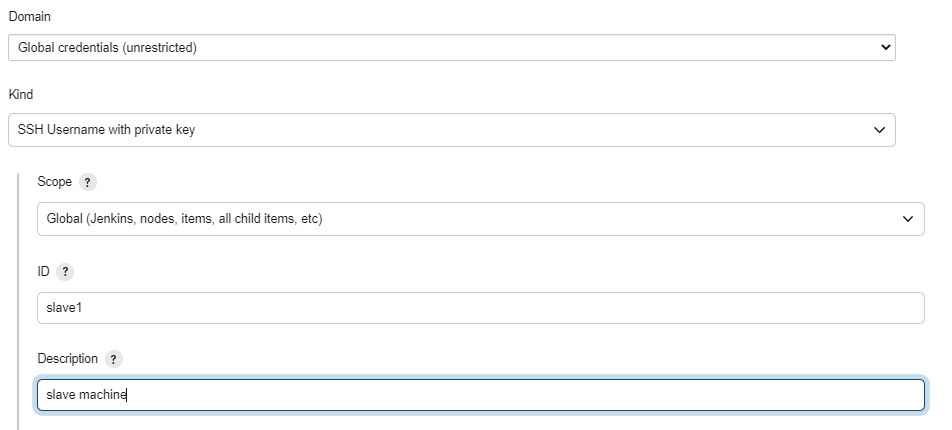 Domain
Global credentials (unrestricted)
Kind
SSH Username with private key
Scope ?
Global (Jenkins, nodes, items, all child items, etc)
ID ?
slave1
Description ?
slave machine